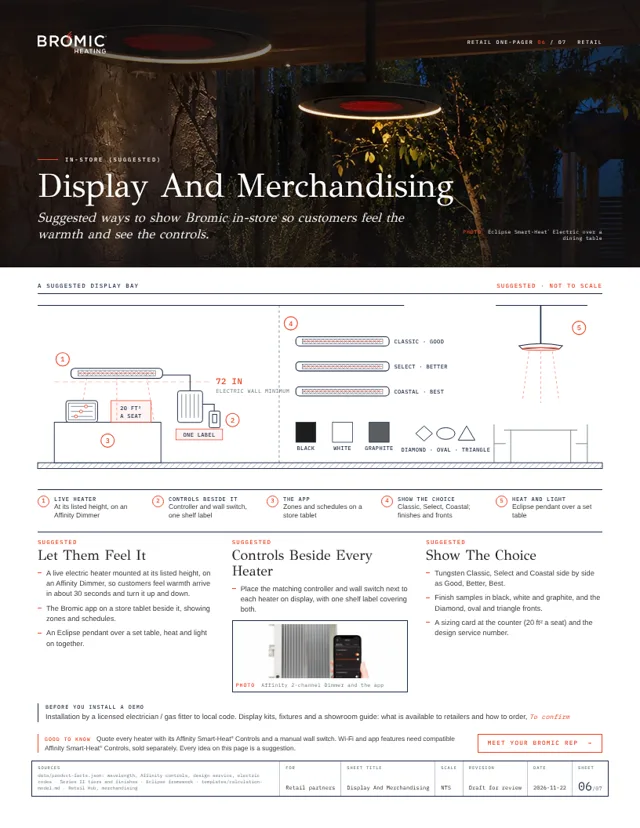 BROMIC
HEATING
RETAIL ONE-PAGER 06 / 07 RETAIL
IN-STORE (SUGGESTED)
Display And Merchandising
Suggested ways to show Bromic in-store so customers feel the
warmth and see the controls.
PHOTO Eclipse Smart-Heat Electric over a
dining table
A SUGGESTED DISPLAY BAY
SUGGESTED · NOT TO SCALE
4
5
CLASSIC · GOOD
1
SELECT · BETTER
72 IN
ELECTRIC WALL MINIMUM
COASTAL · BEST
20 FT²
A SEAT
2
ONE LABEL
3
BLACK
WHITE
GRAPHITE
DIAMOND · OVAL · TRIANGLE
1 LIVE HEATER
At its listed height, on an
Affinity Dimmer
2 CONTROLS BESIDE IT
Controller and wall switch,
one shelf label
3 THE APP
Zones and schedules on a
store tablet
4 SHOW THE CHOICE
Classic, Select, Coastal;
finishes and fronts
5 HEAT AND LIGHT
Eclipse pendant over a set
table
SUGGESTED
Let Them Feel It
– A live electric heater mounted at its listed height, on
an Affinity Dimmer, so customers feel warmth arrive
in about 30 seconds and turn it up and down.
– The Bromic app on a store tablet beside it, showing
zones and schedules.
– An Eclipse pendant over a set table, heat and light
on together.
SUGGESTED
Controls Beside Every
Heater
– Place the matching controller and wall switch next to
each heater on display, with one shelf label covering
both.
PHOTO Affinity 2-channel Dimmer and the app
SUGGESTED
Show The Choice
– Tungsten Classic, Select and Coastal side by side
as Good, Better, Best.
– Finish samples in black, white and graphite, and the
Diamond, oval and triangle fronts.
– A sizing card at the counter (20 ft² a seat) and the
design service number.
BEFORE YOU INSTALL A DEMO
Installation by a licensed electrician / gas fitter to local code. Display kits, fixtures and a showroom guide: what is available to retailers and how to order, To confirm
GOOD TO KNOW Quote every heater with its Affinity Smart-Heat™ Controls and a manual wall switch. Wi-Fi and app features need compatible
Affinity Smart-Heat™ Controls, sold separately. Every idea on this page is a suggestion.
MEET YOUR BROMIC REP →
SOURCES
FOR
Retail partners
SHEET TITLE
Display And Merchandising
SCALE
NTS
REVISION
Draft for review
DATE
2026-11-22
SHEET
06/07